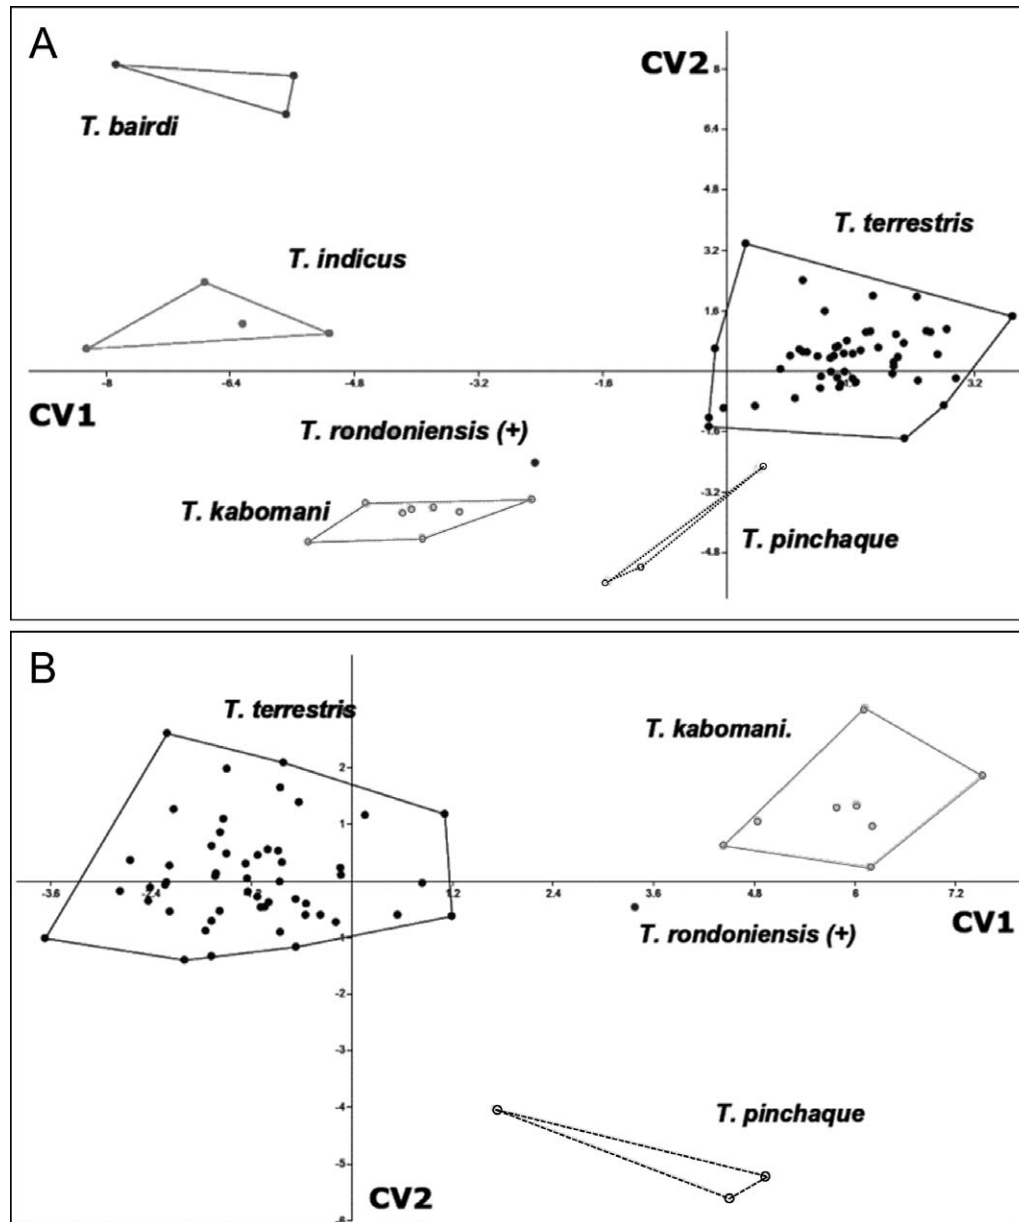 A
CV2
8
T. bairdi
6.4
4.8
T. terrestris
3.2
T. indicus
1.6
-8
-6.4
-4.8
-3.2
-1.6
3.2
CV1
T. rondoniensis (+)
-1.6
T. kabomani
-3.2
T. pinchaque
-4.8
B
T. terrestris
T. kabomani.
2
1
-3.6
-2.4
1.2
2.4
3.6
4.8
6
7.2
T. rondoniensis (+)
CV1
-1
-2
-4
T. pinchaque
-5
CV2
-6